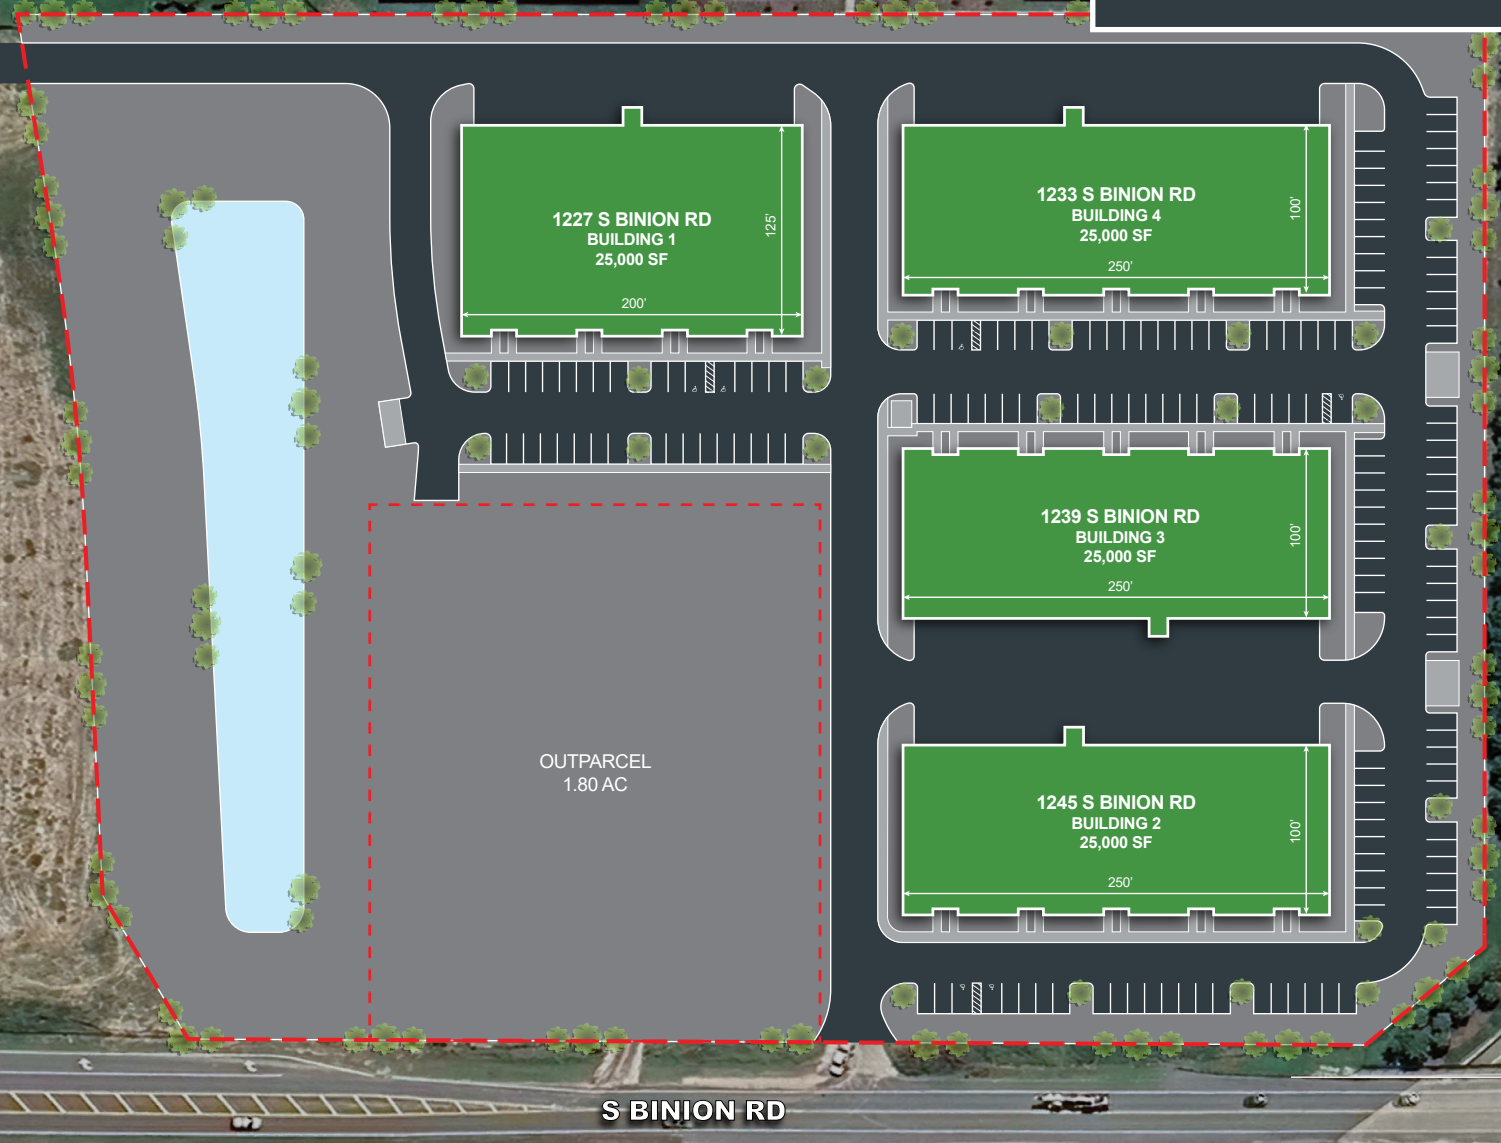 1227 S BINION RD
BUILDING 1
25,000 SF
125'
200'
1233 S BINION RD
BUILDING 4
25,000 SF
100'
250'
1239 S BINION RD
BUILDING 3
25,000 SF
100'
250'
OUTPARCEL
1.80 AC
1245 S BINION RD
BUILDING 2
25,000 SF
100'
250'
S BINION RD